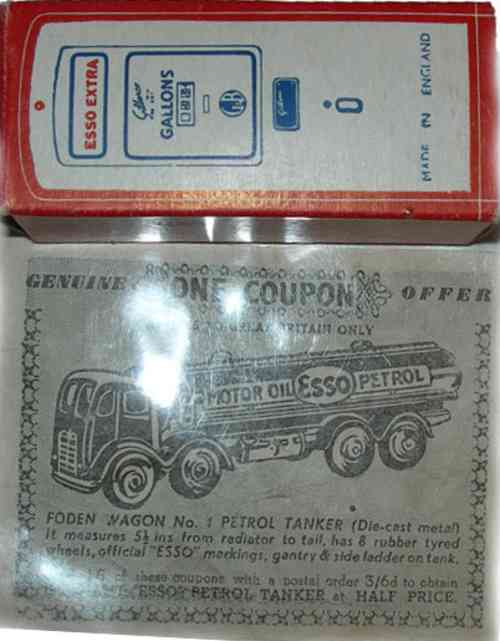 ESSO EXTRA
GALLONS
GB
MADE IN ENGLAND
GENUINE ONE COUPON OFFER
GREAT BRITAIN ONLY
MOTOR OIL ESSO PETROL
FODEN WAGON No. 1 PETROL TANKER (Die-cast metal)
It measures 5½ ins from radiator to tail, has 8 rubber tyred
wheels, official "ESSO" markings, gantry & side ladder on tank.
6 of these coupons with a postal order 3/6d to obtain
"ESSO" PETROL TANKER at HALF PRICE.